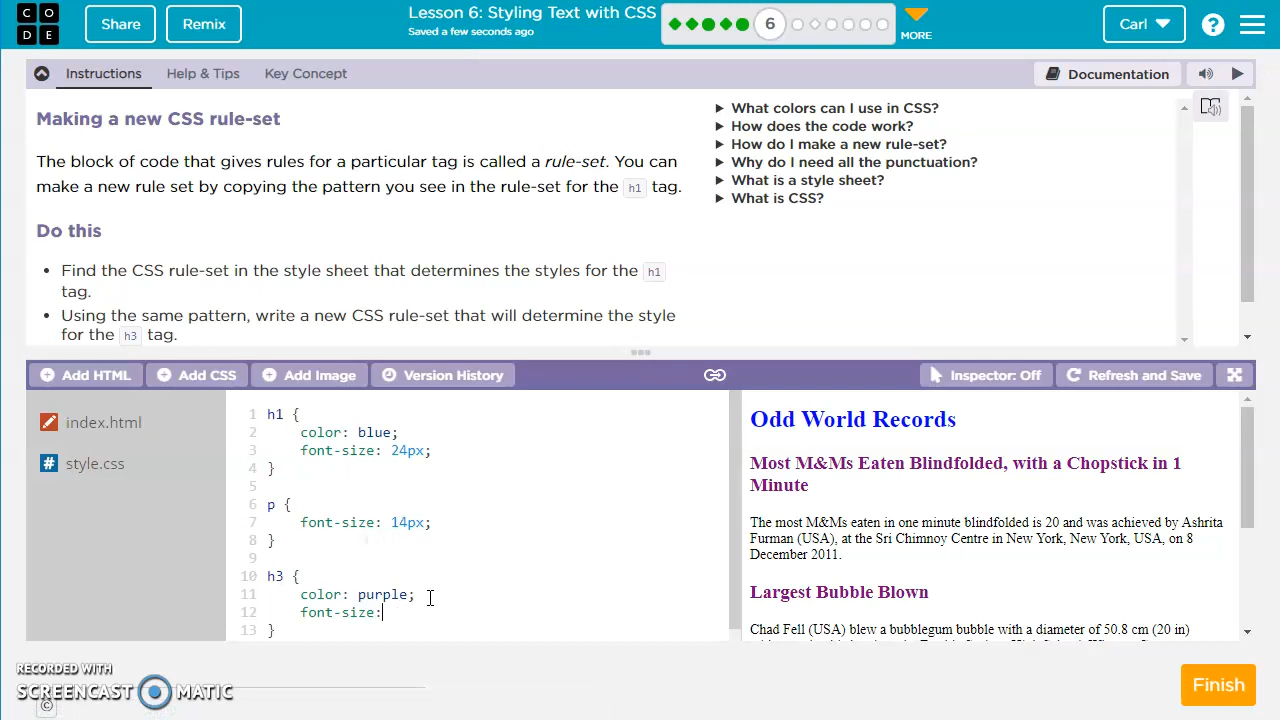 CODE
Share
Remix
Lesson 6: Styling Text with CSS
Saved a few seconds ago
6
MORE
Carl
?
Instructions
Help & Tips
Key Concept
Documentation
Making a new CSS rule-set
The block of code that gives rules for a particular tag is called a rule-set. You can
make a new rule set by copying the pattern you see in the rule-set for the h1 tag.
Do this
• Find the CSS rule-set in the style sheet that determines the styles for the h1
tag.
• Using the same pattern, write a new CSS rule-set that will determine the style
for the h3 tag.
What colors can I use in CSS?
How does the code work?
How do I make a new rule-set?
Why do I need all the punctuation?
What is a style sheet?
What is CSS?
Add HTML
Add CSS
Add Image
Version History
Inspector: Off
Refresh and Save
index.html
# style.css
1 h1 {
2 color: blue;
3 font-size: 24px;
4 }
5
6 p {
7 font-size: 14px;
8 }
9
10 h3 {
11 color: purple;
12 font-size:
13 }
Odd World Records
Most M&Ms Eaten Blindfolded, with a Chopstick in 1
Minute
The most M&Ms eaten in one minute blindfolded is 20 and was achieved by Ashrita
Furman (USA), at the Sri Chimnoy Centre in New York, New York, USA, on 8
December 2011.
Largest Bubble Blown
Chad Fell (USA) blew a bubblegum bubble with a diameter of 50.8 cm (20 in)
RECORDED WITH
SCREENCAST MATIC
©
Finish